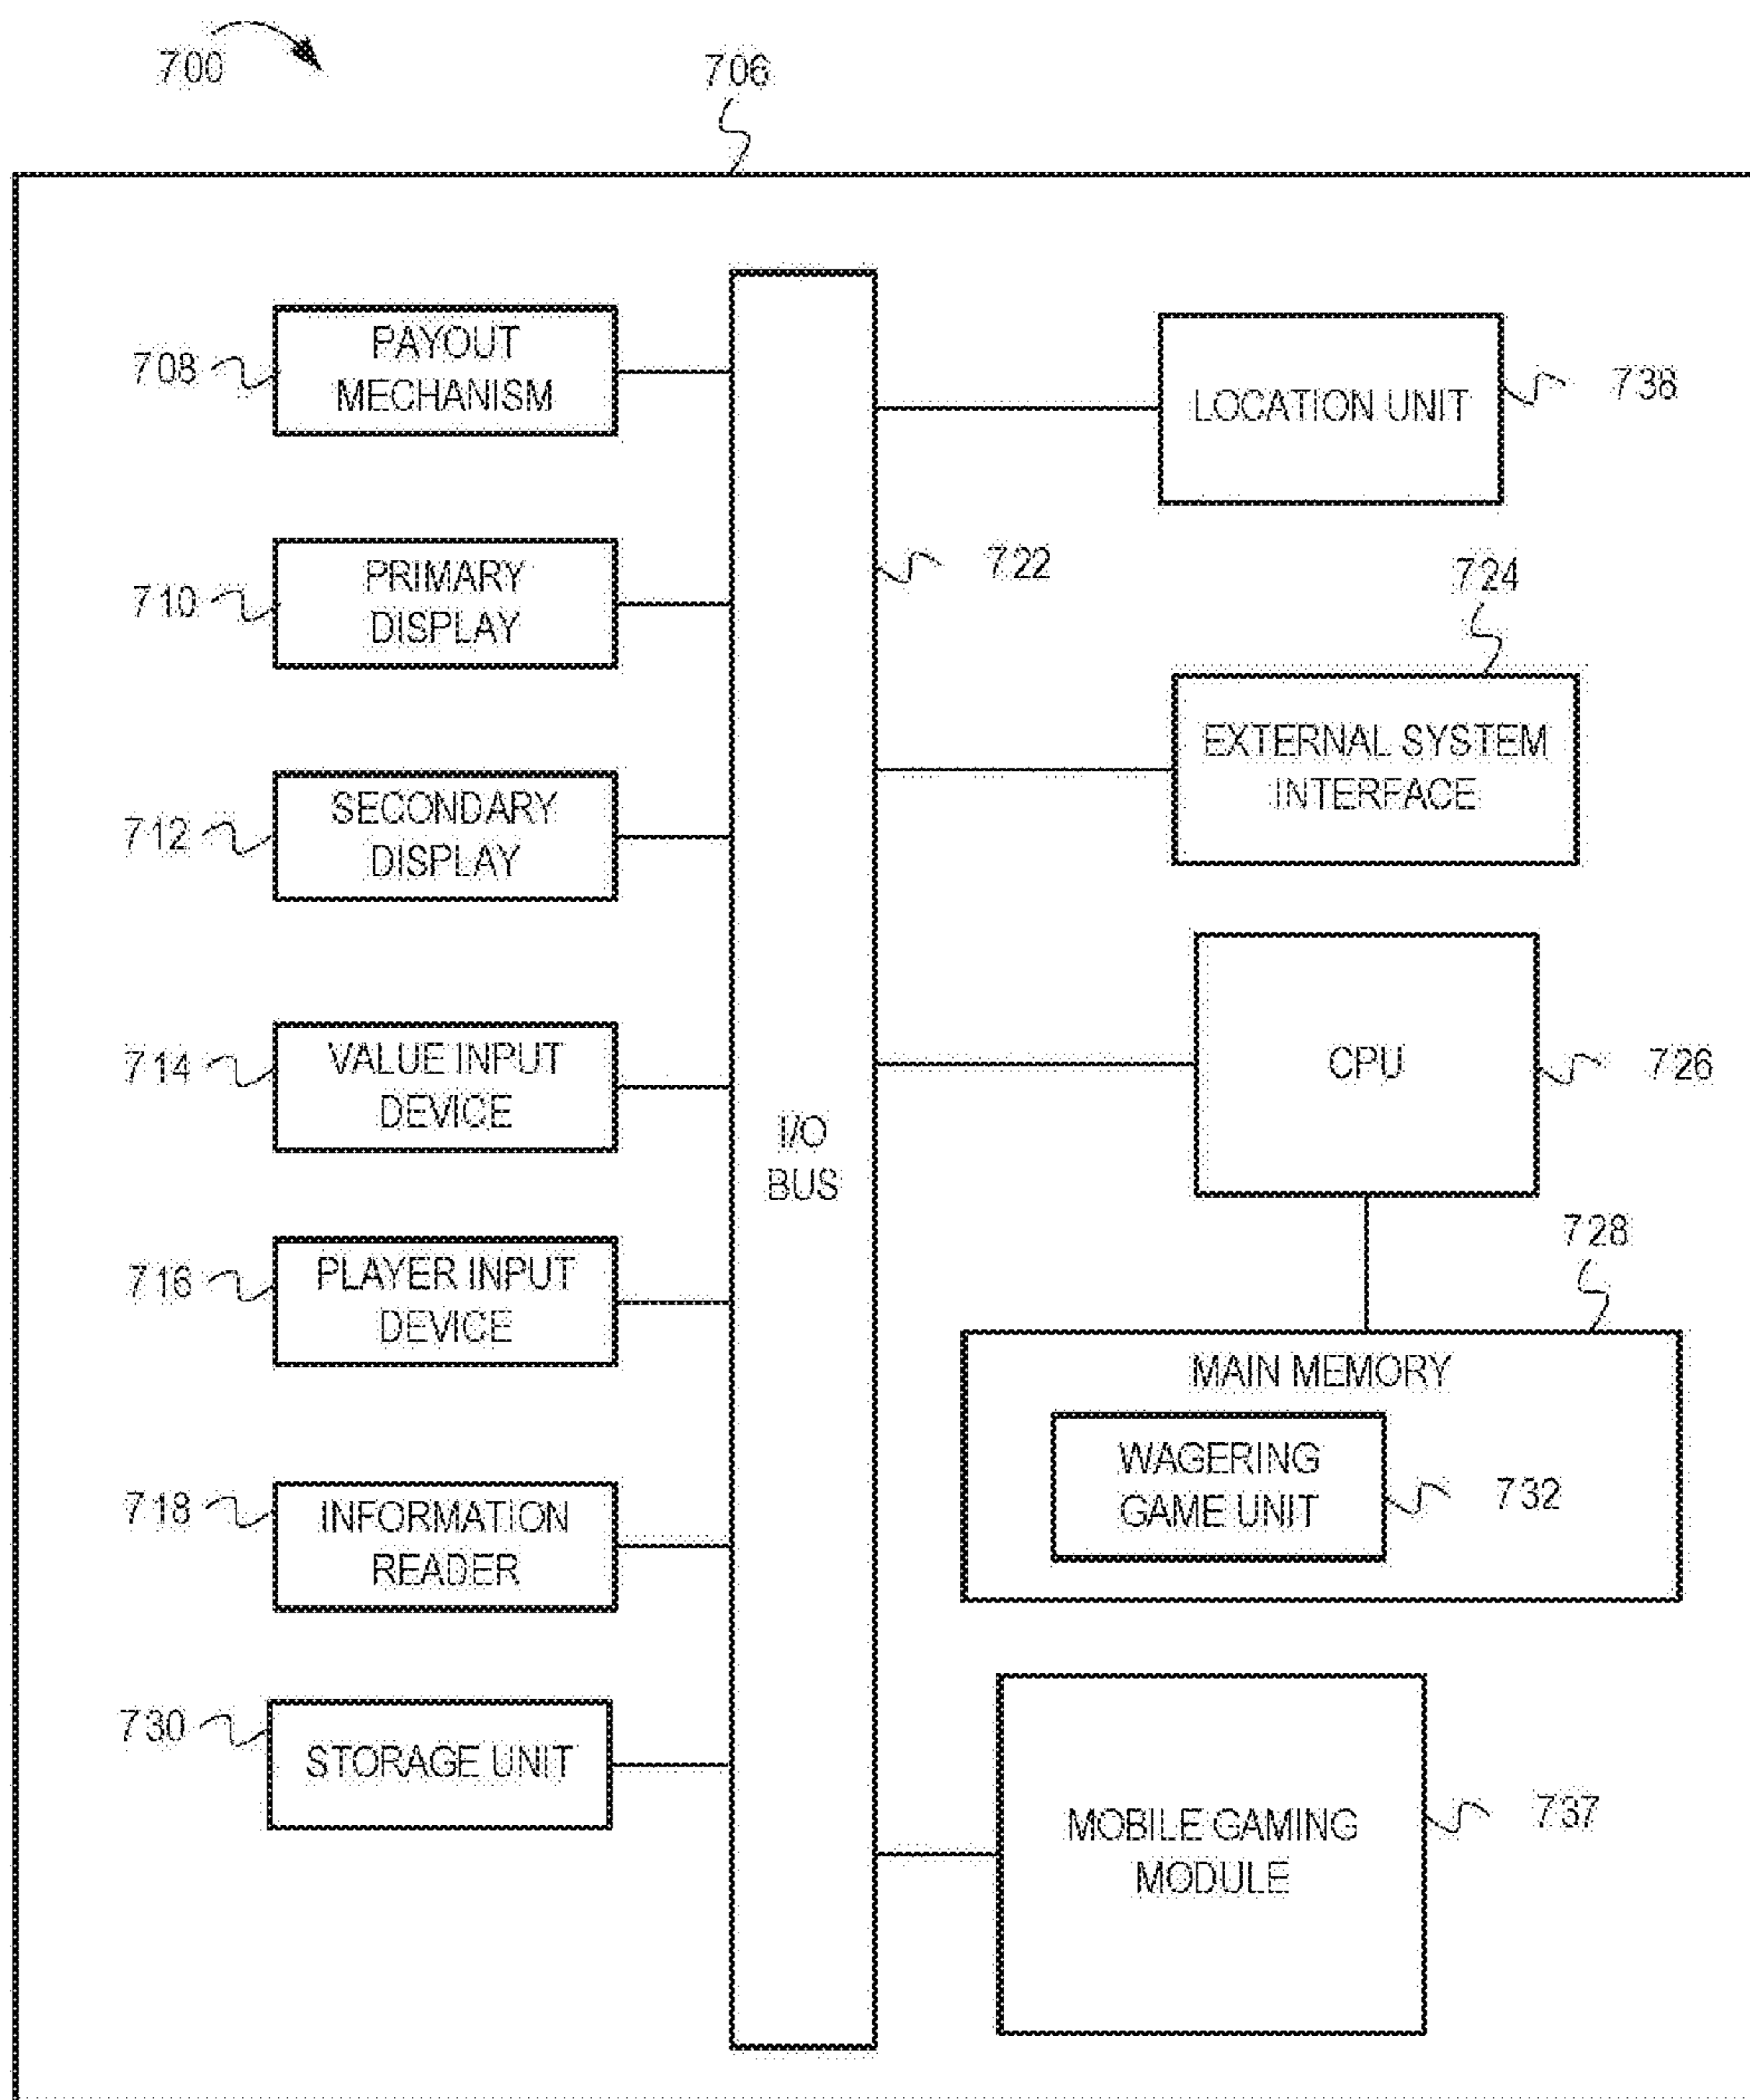 700
706
708
PAYOUT
MECHANISM
LOCATION UNIT
738
710
PRIMARY
DISPLAY
722
724
712
SECONDARY
DISPLAY
EXTERNAL SYSTEM
INTERFACE
714
VALUE INPUT
DEVICE
CPU
726
I/O
BUS
716
PLAYER INPUT
DEVICE
728
MAIN MEMORY
WAGERING
GAME UNIT
732
718
INFORMATION
READER
730
STORAGE UNIT
MOBILE GAMING
MODULE
737